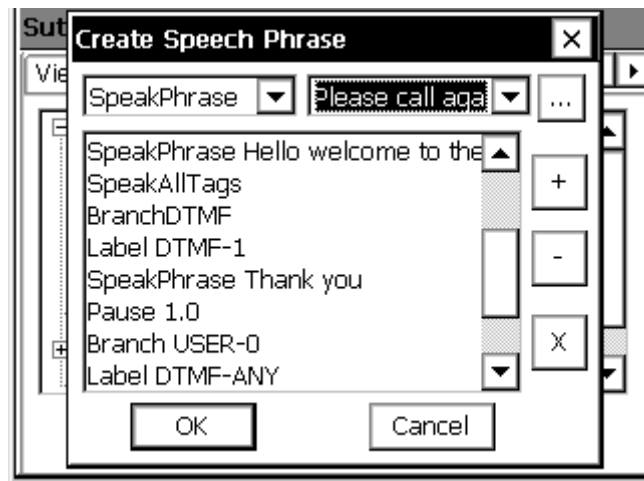 Sut
Create Speech Phrase
Vie
SpeakPhrase
Please call aga
...
SpeakPhrase Hello welcome to the
SpeakAllTags
BranchDTMF
Label DTMF-1
SpeakPhrase Thank you
Pause 1.0
Branch USER-0
Label DTMF-ANY
+
-
X
OK
Cancel